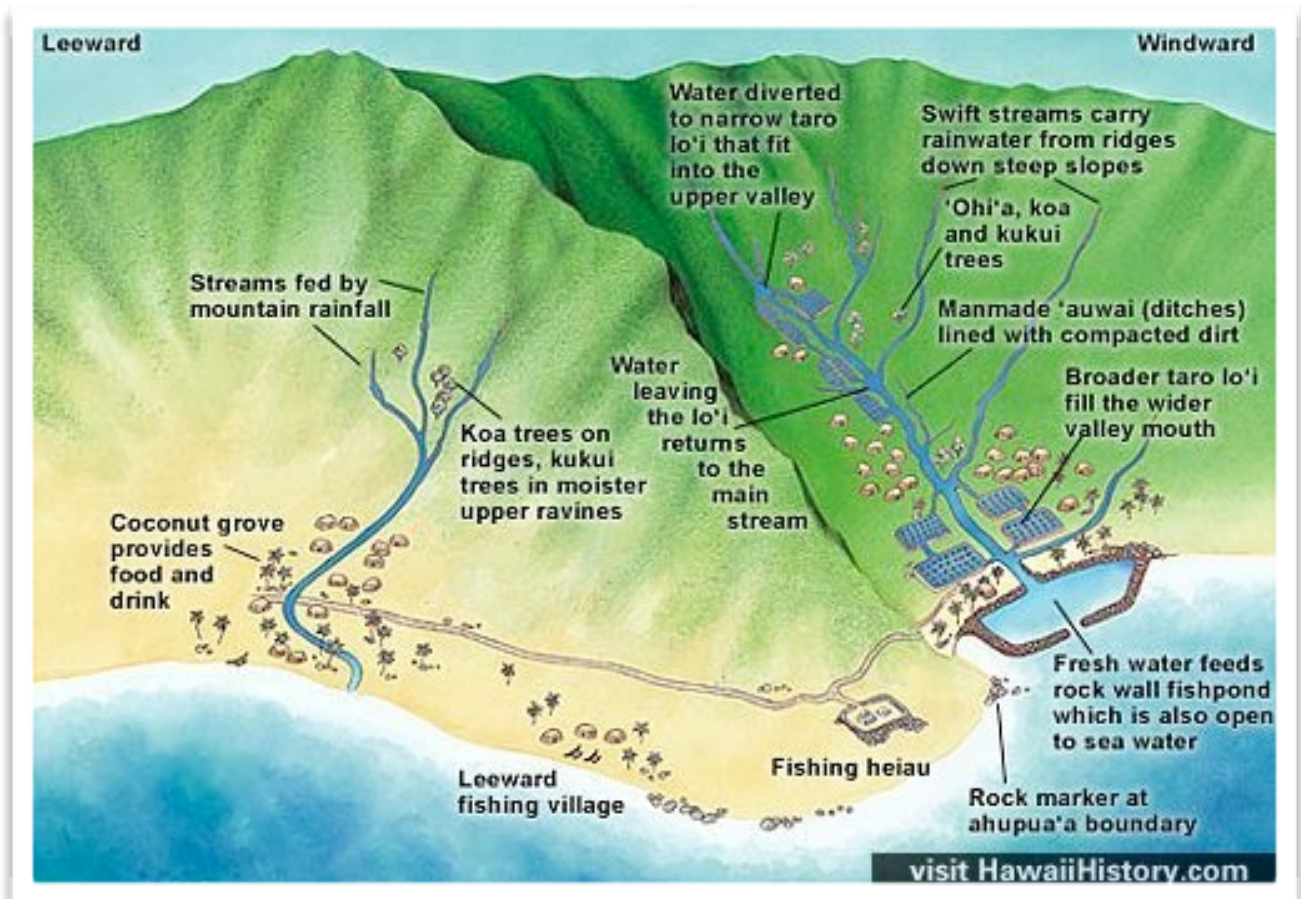 Leeward
Windward
Water diverted
to narrow taro
lo‘i that fit
into the
upper valley
Swift streams carry
rainwater from ridges
down steep slopes
‘Ohi‘a, koa
and kukui
trees
Streams fed by
mountain rainfall
Manmade ‘auwai (ditches)
lined with compacted dirt
Water
leaving
the lo‘i
returns
to the
main
stream
Broader taro lo‘i
fill the wider
valley mouth
Koa trees on
ridges, kukui
trees in moister
upper ravines
Coconut grove
provides
food and
drink
Fresh water feeds
rock wall fishpond
which is also open
to sea water
Leeward
fishing village
Fishing heiau
Rock marker at
ahupua‘a boundary
visit HawaiiHistory.com